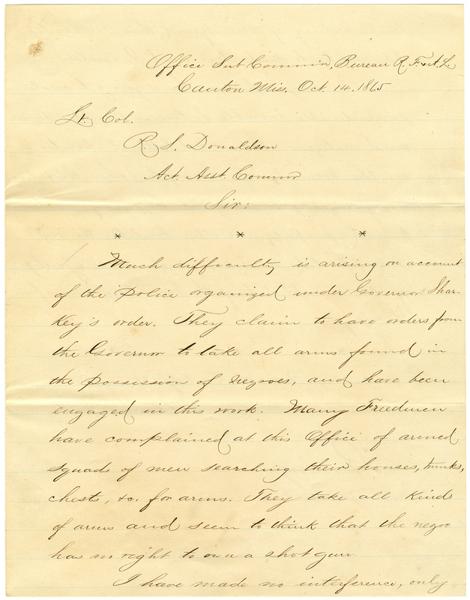 Office Sub Commis, Bureau R. F. & A. L.
Canton Miss. Oct. 14. 1865
Lt. Col.
R. S. Donaldson
Act. Asst. Commr
Sir:
* * *
Much difficulty is arising on account
of the police organized under Governor Shar-
key's order. They claim to have orders from
the Governor to take all arms found in
the possession of negroes, and have been
engaged in this work. Many Freedmen
have complained at this Office of armed
squads of men searching their houses, trunks,
chests, &c. for arms. They take all kinds
of arms and seem to think that the negro
has no right to own a shot gun.
I have made no interference, only